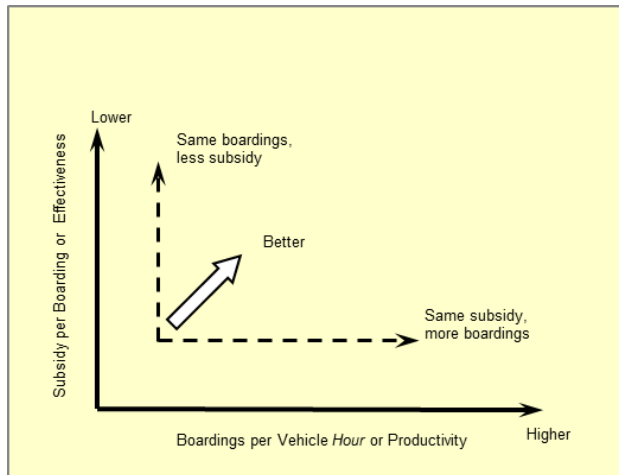 Lower
Same boardings,
less subsidy
Better
Same subsidy,
more boardings
Subsidy per Boarding or Effectiveness
Boardings per Vehicle Hour or Productivity
Higher